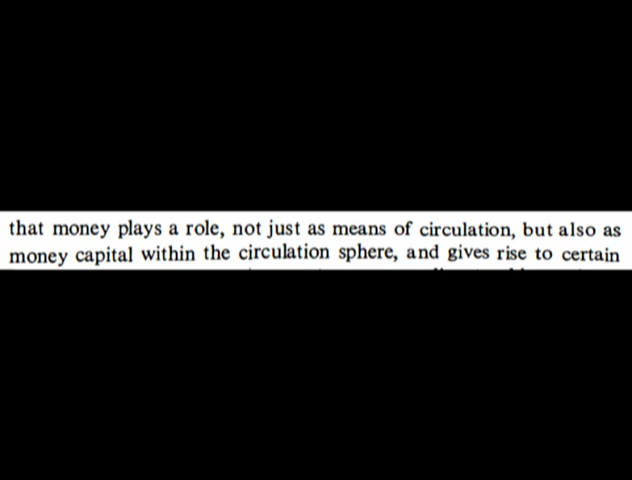 that money plays a role, not just as means of circulation, but also as
money capital within the circulation sphere, and gives rise to certain